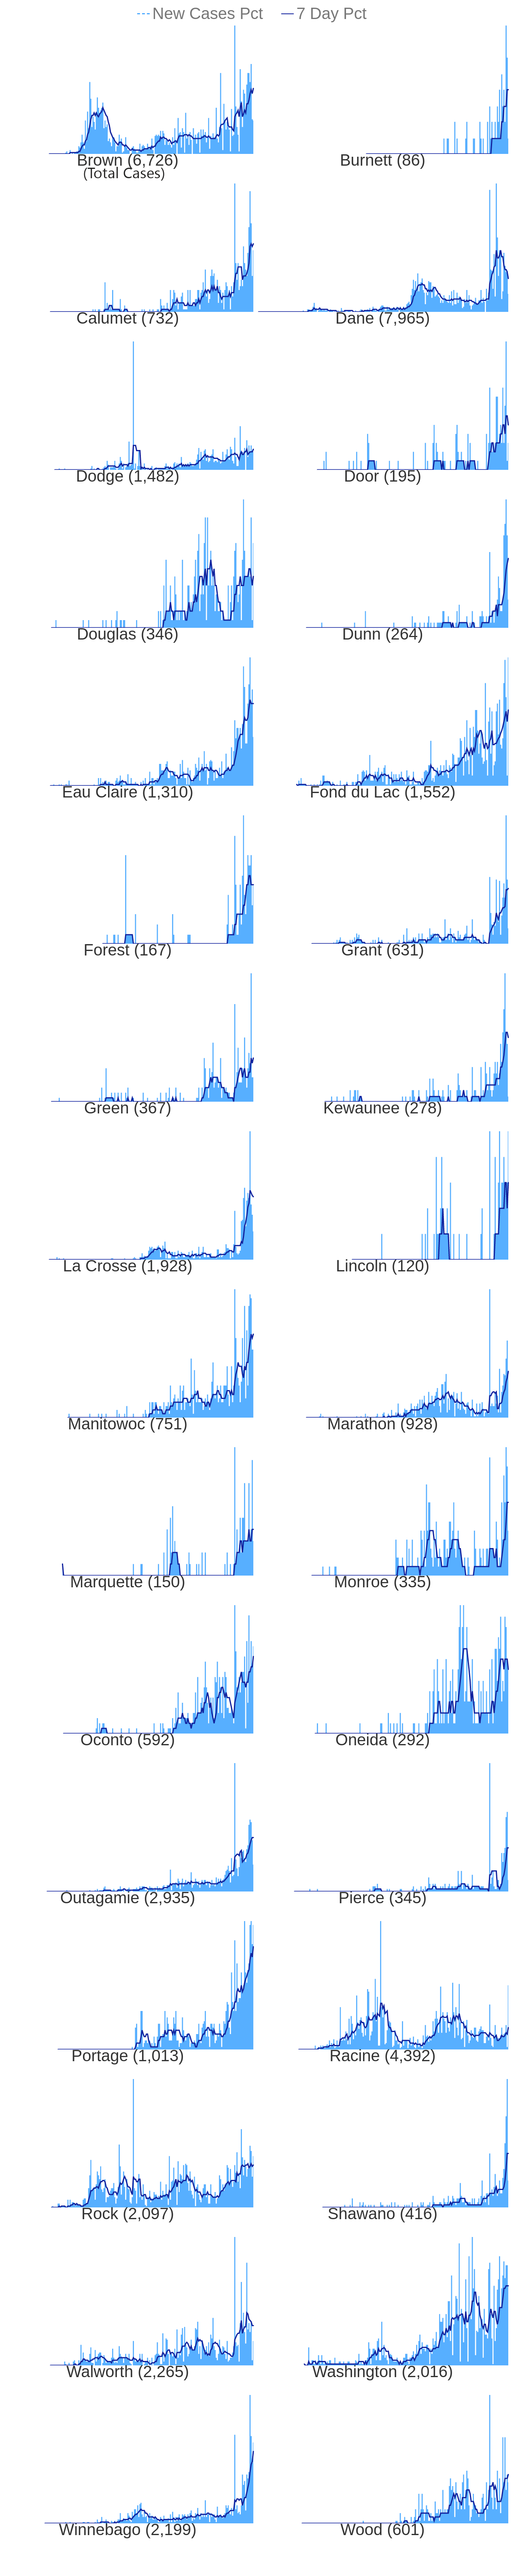 New Cases Pct 7 Day Pct
Brown (6,726) Burnett (86)
(Total Cases)
Calumet (732) Dane (7,965)
Dodge (1,482) Door (195)
Douglas (346) Dunn (264)
Eau Claire (1,310) Fond du Lac (1,552)
Forest (167) Grant (631)
Green (367) Kewaunee (278)
La Crosse (1,928) Lincoln (120)
Manitowoc (751) Marathon (928)
Marquette (150) Monroe (335)
Oconto (592) Oneida (292)
Outagamie (2,935) Pierce (345)
Portage (1,013) Racine (4,392)
Rock (2,097) Shawano (416)
Walworth (2,265) Washington (2,016)
Winnebago (2,199) Wood (601)